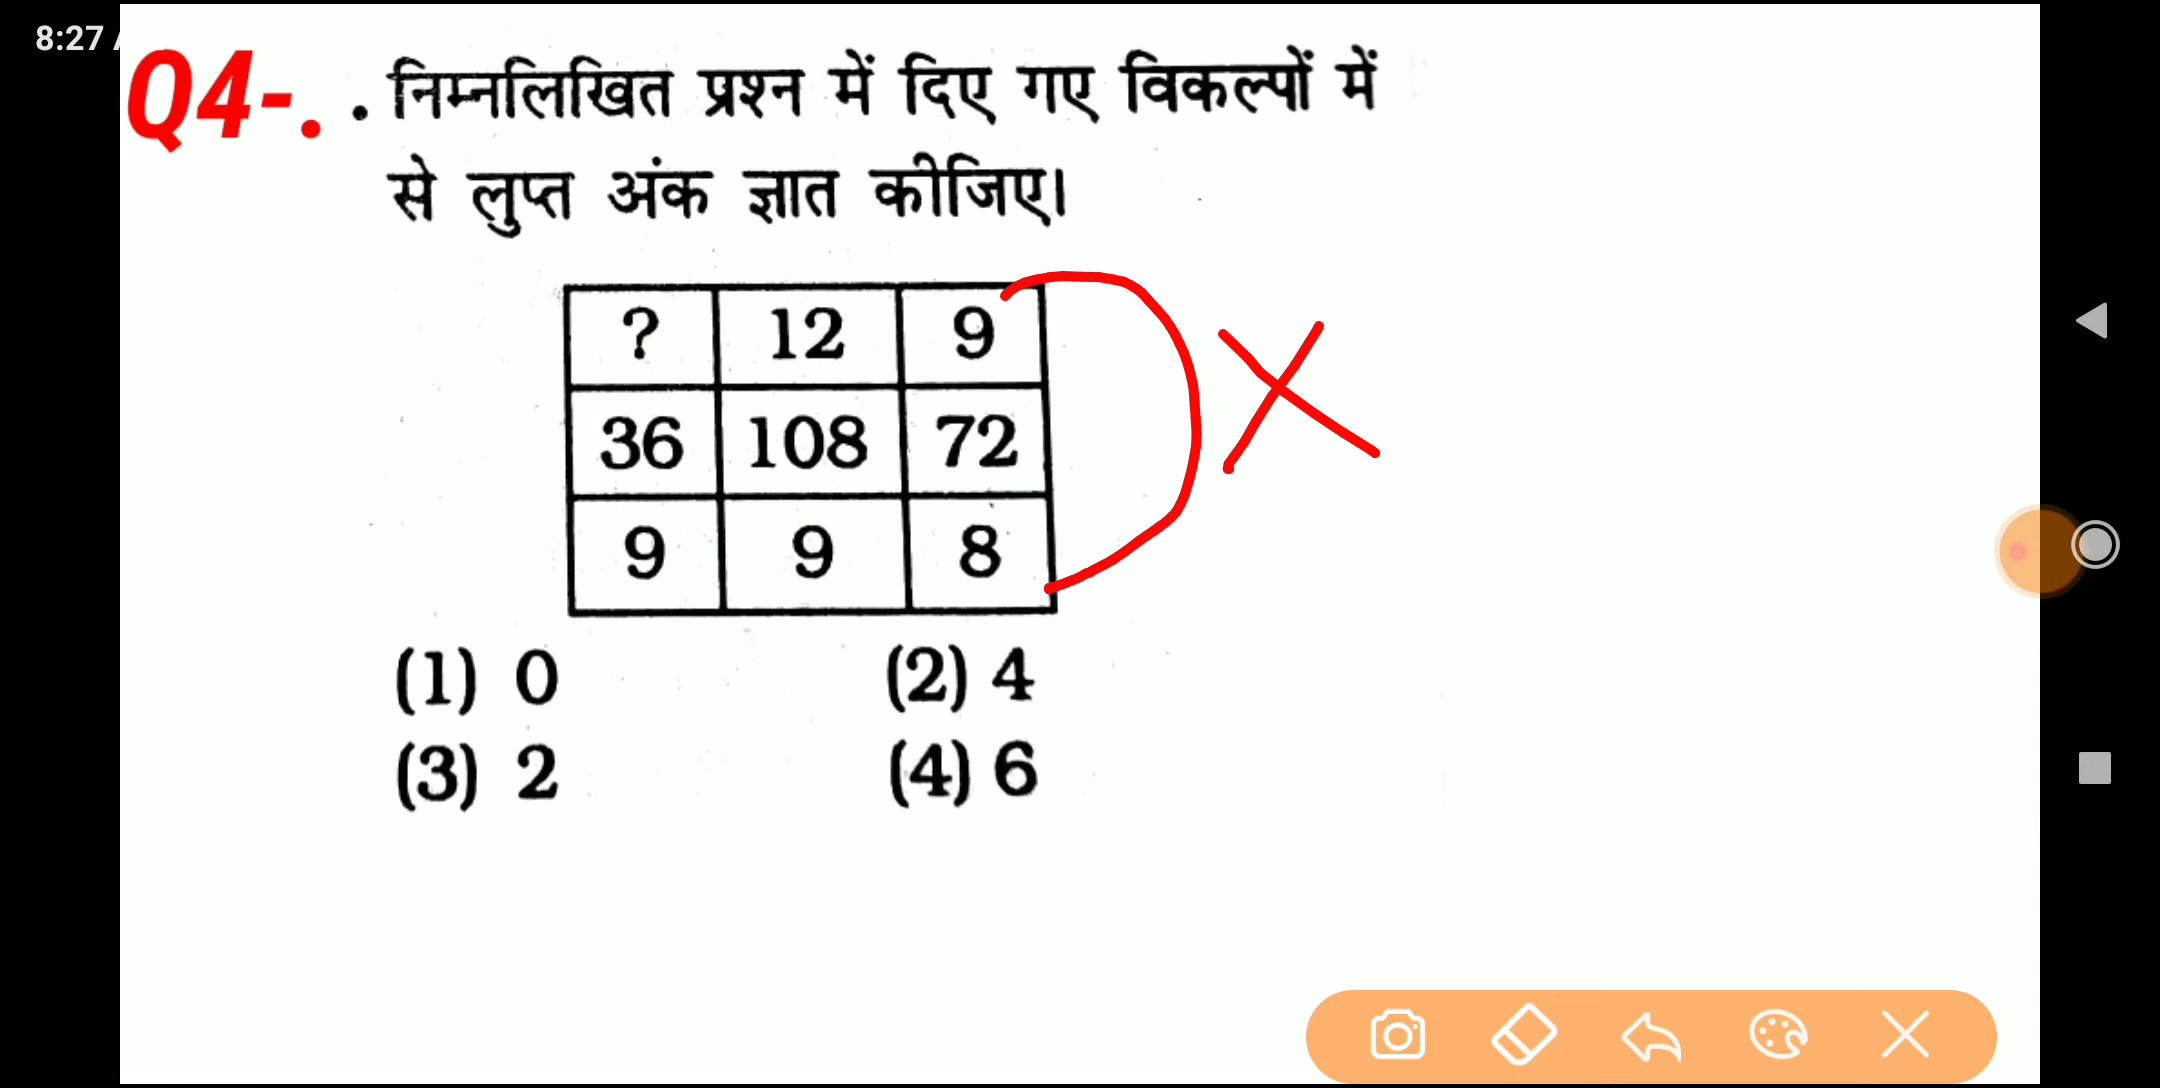 8:27
Q4-. . निम्नलिखित प्रश्न में दिए गए विकल्पों में
से लुप्त अंक ज्ञात कीजिए।
? 12 9
36 108 72
9 9 8
(1) 0 (2) 4
(3) 2 (4) 6